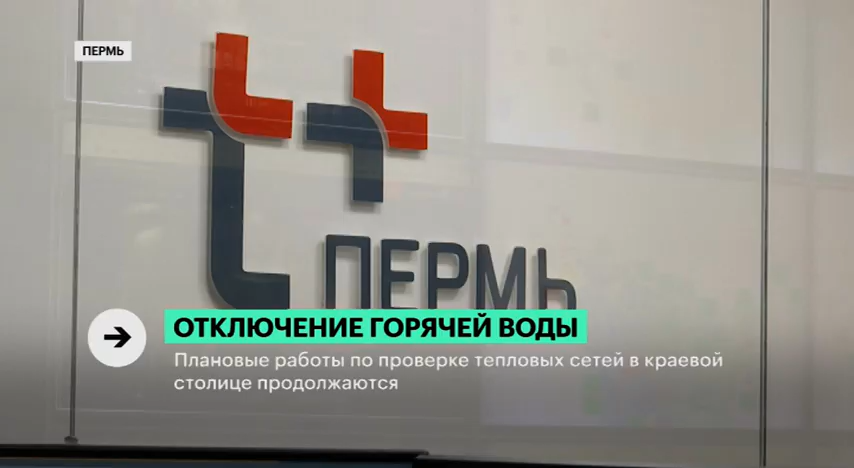 ПЕРМЬ
ПЕРМЬ
ОТКЛЮЧЕНИЕ ГОРЯЧЕЙ ВОДЫ
Плановые работы по проверке тепловых сетей в краевой
столице продолжаются